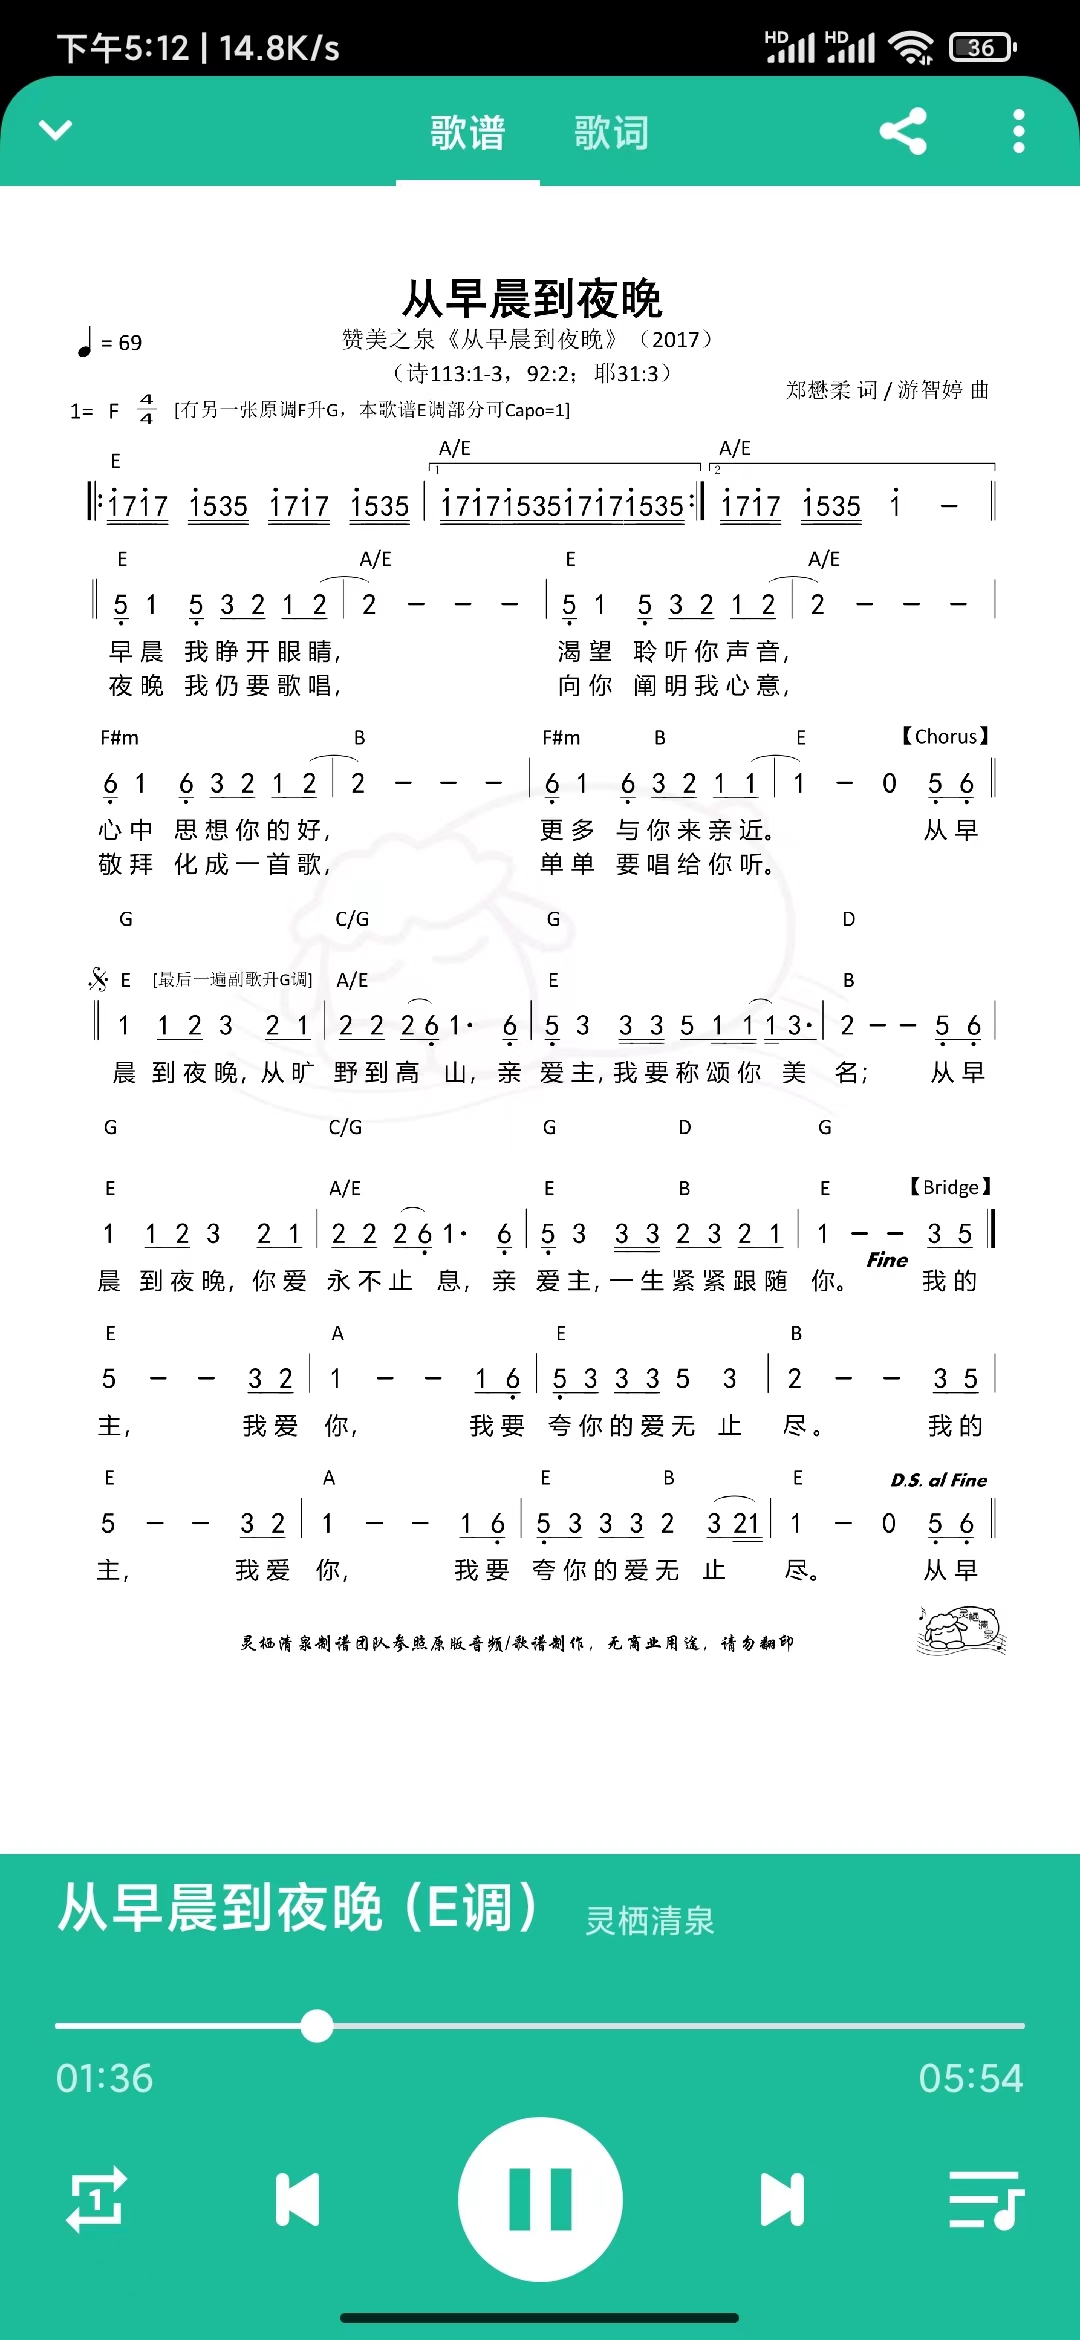 下午5:12 | 14.8K/s
HD HD 36
歌谱 歌词
从早晨到夜晚
赞美之泉《从早晨到夜晚》（2017）
♩ = 69
（诗113:1-3，92:2；耶31:3）
郑懋柔 词 / 游智婷 曲
1= F 4/4 [有另一张原调F升G，本歌谱E调部分可Capo=1]
E A/E A/E
1 2
1717 1535 1717 1535 | 1717153517171535 :| 1717 1535 1 –
E A/E E A/E
5 1 5 3 2 1 2 | 2 – – – | 5 1 5 3 2 1 2 | 2 – – – |
早晨 我睁开眼睛， 渴望 聆听你声音，
夜晚 我仍要歌唱， 向你 阐明我心意，
F#m B F#m B E 【Chorus】
6 1 6 3 2 1 2 | 2 – – – | 6 1 6 3 2 1 1 | 1 – 0 5 6
心中 思想你的好， 更多 与你来亲近。 从早
敬拜 化成一首歌， 单单 要唱给你听。
G C/G G D
E [最后一遍副歌升G调] A/E E B
1 1 2 3 2 1 | 2 2 2 6 1· 6 | 5 3 3 3 5 1 1 1 3· | 2 – – 5 6 |
晨 到夜晚，从旷 野到高 山，亲 爱主，我要称颂你 美 名； 从早
G C/G G D G
E A/E E B E 【Bridge】
1 1 2 3 2 1 | 2 2 2 6 1· 6 | 5 3 3 3 2 3 2 1 | 1 – – 3 5
Fine
晨 到夜晚，你爱 永不止 息，亲 爱主，一生紧紧跟随 你。 我的
E A E B
5 – – 3 2 | 1 – – 1 6 | 5 3 3 3 5 3 | 2 – – 3 5 |
主， 我爱 你， 我要 夸你的爱无 止 尽。 我的
E A E B E D.S. al Fine
5 – – 3 2 | 1 – – 1 6 | 5 3 3 3 2 3 21 | 1 – 0 5 6
主， 我爱 你， 我要 夸你的爱无 止 尽。 从早
灵栖清泉制谱团队参照原版音频/歌谱制作，无商业用途，请勿翻印
灵栖清泉
从早晨到夜晚（E调） 灵栖清泉
01:36 05:54
1